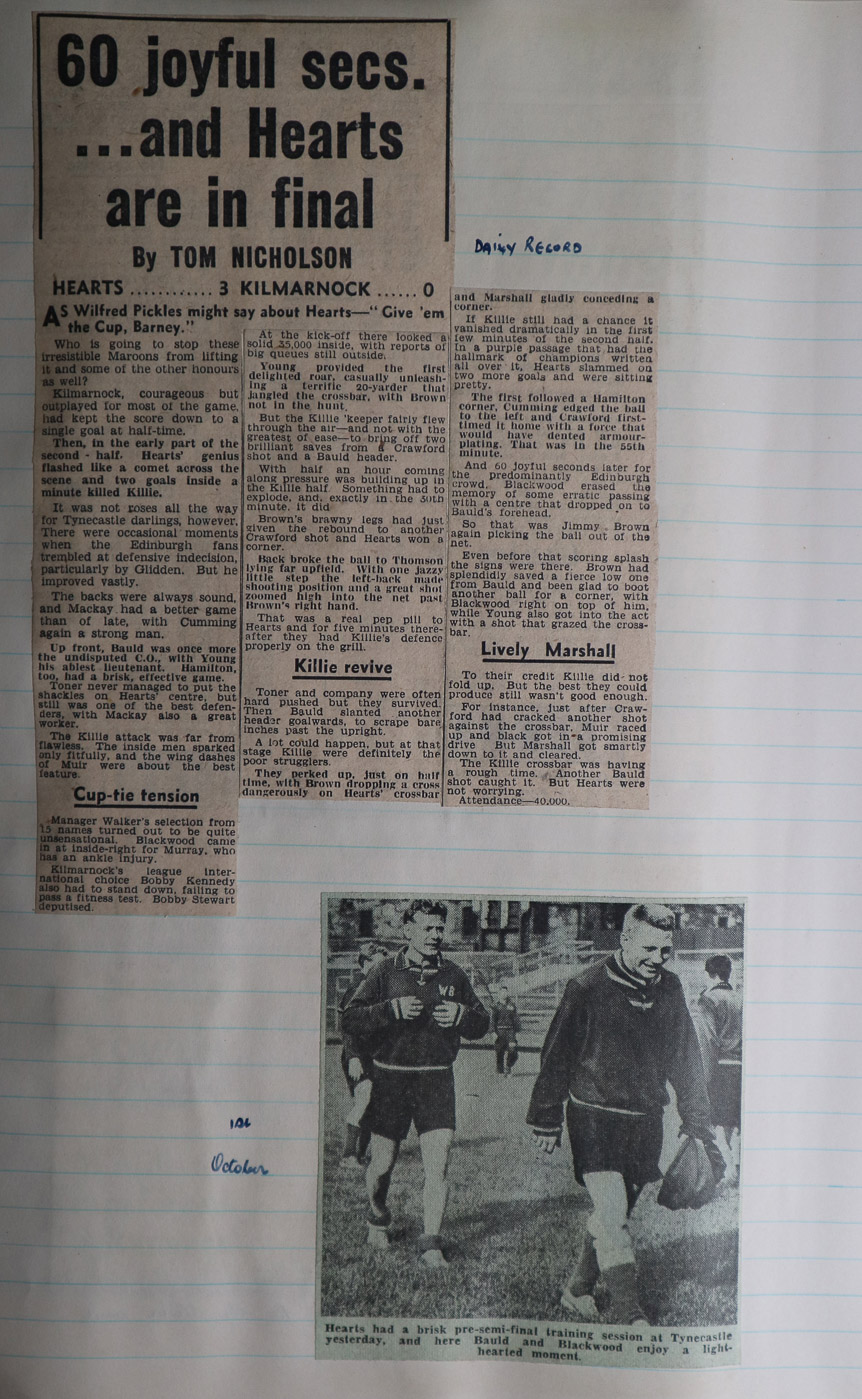 60 joyful secs.
...and Hearts
are in final
By TOM NICHOLSON
HEARTS ............ 3 KILMARNOCK ...... 0
AS Wilfred Pickles might say about Hearts—"Give 'em
the Cup, Barney."
Who is going to stop these
irresistible Maroons from lifting
it and some of the other honours
as well?
Kilmarnock, courageous but
outplayed for most of the game,
had kept the score down to a
single goal at half-time.
Then, in the early part of the
second - half. Hearts' genius
flashed like a comet across the
scene and two goals inside a
minute killed Killie.
It was not roses all the way
for Tynecastle darlings, however.
There were occasional moments
when the Edinburgh fans
trembled at defensive indecision,
particularly by Glidden. But he
improved vastly.
The backs were always sound,
and Mackay had a better game
than of late, with Cumming
again a strong man.
Up front, Bauld was once more
the undisputed C.O., with Young
his ablest lieutenant. Hamilton,
too, had a brisk, effective game.
Toner never managed to put the
shackles on Hearts' centre, but
still was one of the best defen-
ders, with Mackay also a great
worker.
The Killie attack was far from
flawless. The inside men sparked
only fitfully, and the wing dashes
of Muir were about the best
feature.
Cup-tie tension
Manager Walker's selection from
15 names turned out to be quite
unsensational. Blackwood came
in at inside-right for Murray, who
has an ankle injury.
Kilmarnock's league inter-
national choice Bobby Kennedy
also had to stand down, failing to
pass a fitness test. Bobby Stewart
deputised.
At the kick-off there looked a
solid 35,000 inside, with reports of
big queues still outside.
Young provided the first
delighted roar, casually unleash-
ing a terrific 20-yarder that
jangled the crossbar, with Brown
not in the hunt.
But the Killie 'keeper fairly flew
through the air—and not with the
greatest of ease—to bring off two
brilliant saves from a Crawford
shot and a Bauld header.
With half an hour coming
along pressure was building up in
the Killie half. Something had to
explode, and, exactly in the 30th
minute, it did
Brown's brawny legs had just
given the rebound to another
Crawford shot and Hearts won a
corner.
Back broke the ball to Thomson
lying far upfield. With one jazzy
little step the left-back made
shooting position and a great shot
zoomed high into the net past
Brown's right hand.
That was a real pep pill to
Hearts and for five minutes there-
after they had Killie's defence
properly on the grill.
Killie revive
Toner and company were often
hard pushed but they survived.
Then Bauld slanted another
header goalwards, to scrape bare
inches past the upright.
A lot could happen, but at that
stage Killie were definitely the
poor strugglers.
They perked up, just on half
time, with Brown dropping a cross
dangerously on Hearts' crossbar
DAILY RECORD
and Marshall gladly conceding a
corner.
If Killie still had a chance it
vanished dramatically in the first
few minutes of the second half.
In a purple passage that had the
hallmark of champions written
all over it, Hearts slammed on
two more goals and were sitting
pretty.
The first followed a Hamilton
corner, Cumming edged the ball
to the left and Crawford first-
timed it home with a force that
would have dented armour-
plating. That was in the 55th
minute.
And 60 joyful seconds later for
the predominantly Edinburgh
crowd, Blackwood erased the
memory of some erratic passing
with a centre that dropped on to
Bauld's forehead.
So that was Jimmy Brown
again picking the ball out of the
net.
Even before that scoring splash
the signs were there. Brown had
splendidly saved a fierce low one
from Bauld and been glad to boot
another ball for a corner, with
Blackwood right on top of him,
while Young also got into the act
with a shot that grazed the cross-
bar.
Lively Marshall
To their credit Killie did not
fold up. But the best they could
produce still wasn't good enough.
For instance, just after Craw-
ford had cracked another shot
against the crossbar, Muir raced
up and black got in a promising
drive But Marshall got smartly
down to it and cleared.
The Killie crossbar was having
a rough time. Another Bauld
shot caught it. But Hearts were
not worrying.
Attendance—40,000.
October
WB
Hearts had a brisk pre-semi-final training session at Tynecastle
yesterday, and here Bauld and Blackwood enjoy a light-
hearted moment.